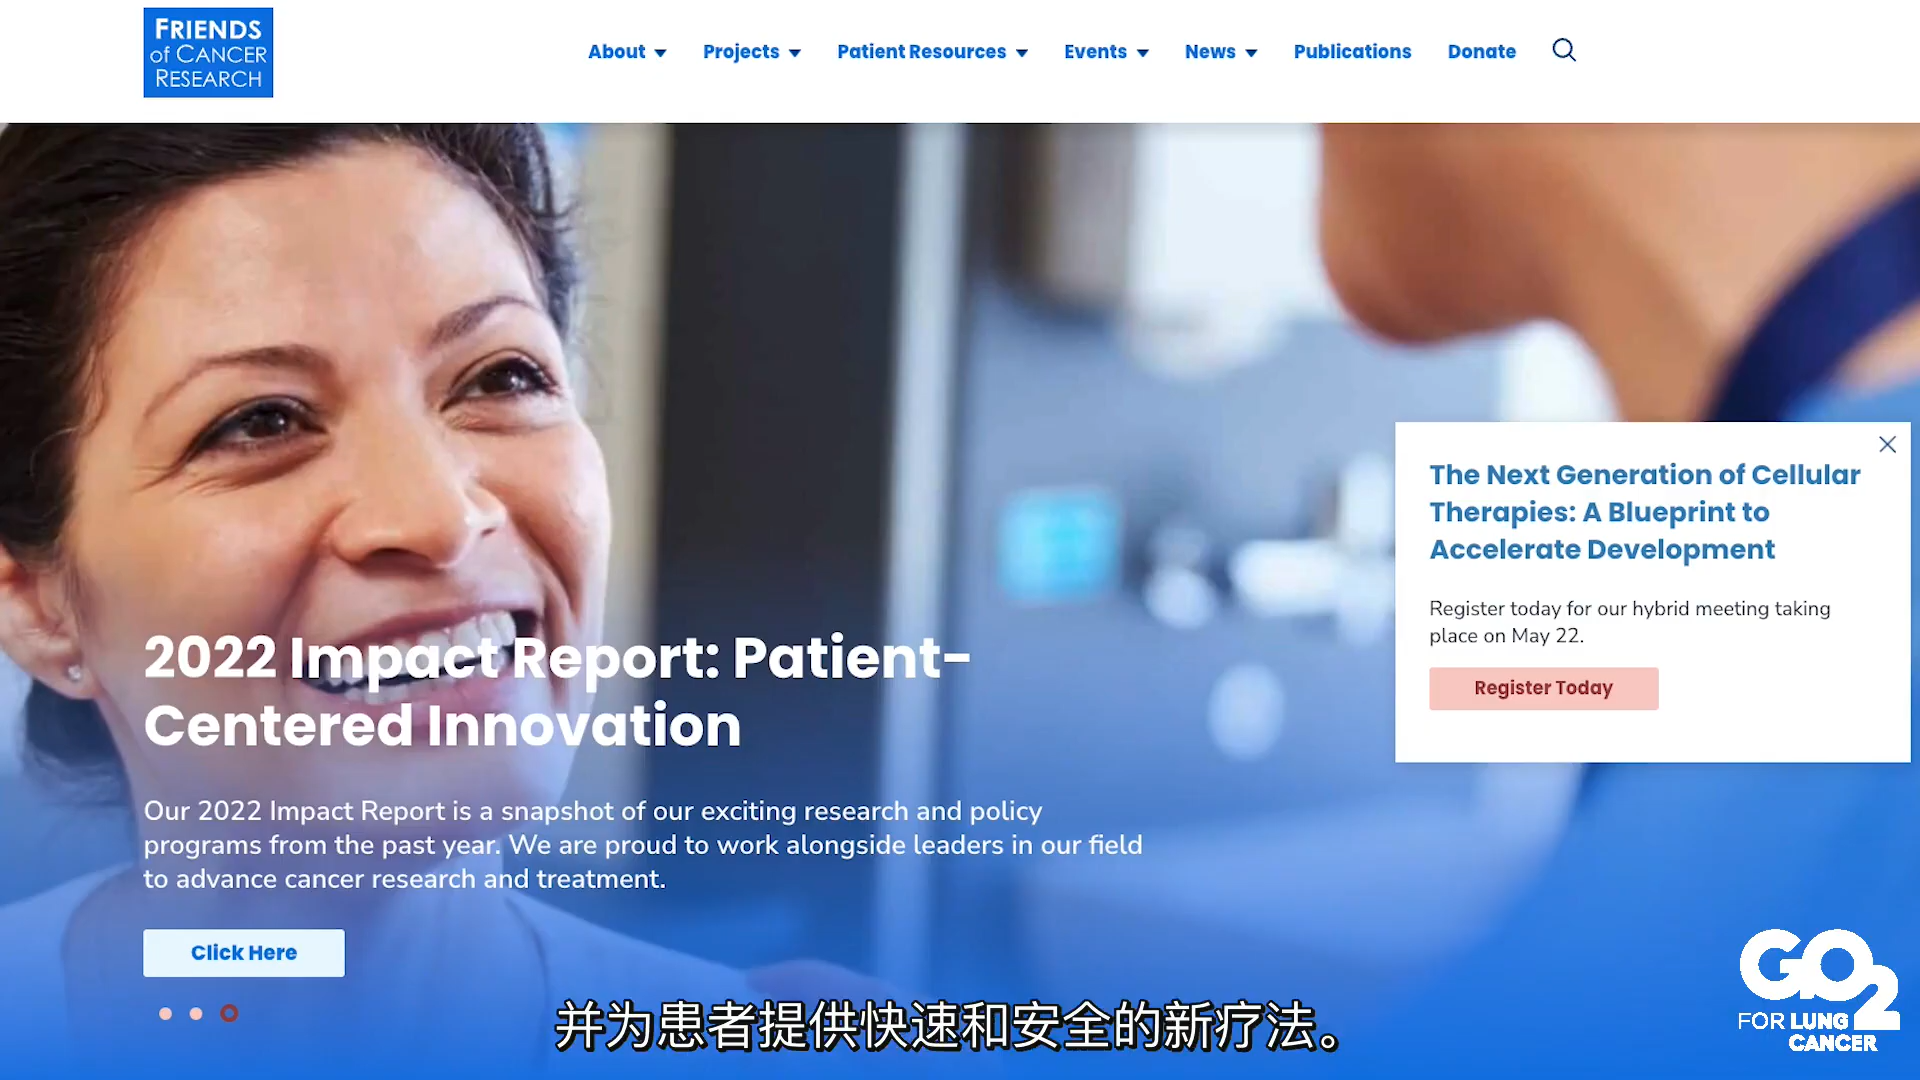 FRIENDS
of CANCER
RESEARCH
About
Projects
Patient Resources
Events
News
Publications
Donate
The Next Generation of Cellular
Therapies: A Blueprint to
Accelerate Development
Register today for our hybrid meeting taking
place on May 22.
Register Today
2022 Impact Report: Patient-
Centered Innovation
Our 2022 Impact Report is a snapshot of our exciting research and policy
programs from the past year. We are proud to work alongside leaders in our field
to advance cancer research and treatment.
Click Here
并为患者提供快速和安全的新疗法。
GO2
FOR LUNG
CANCER